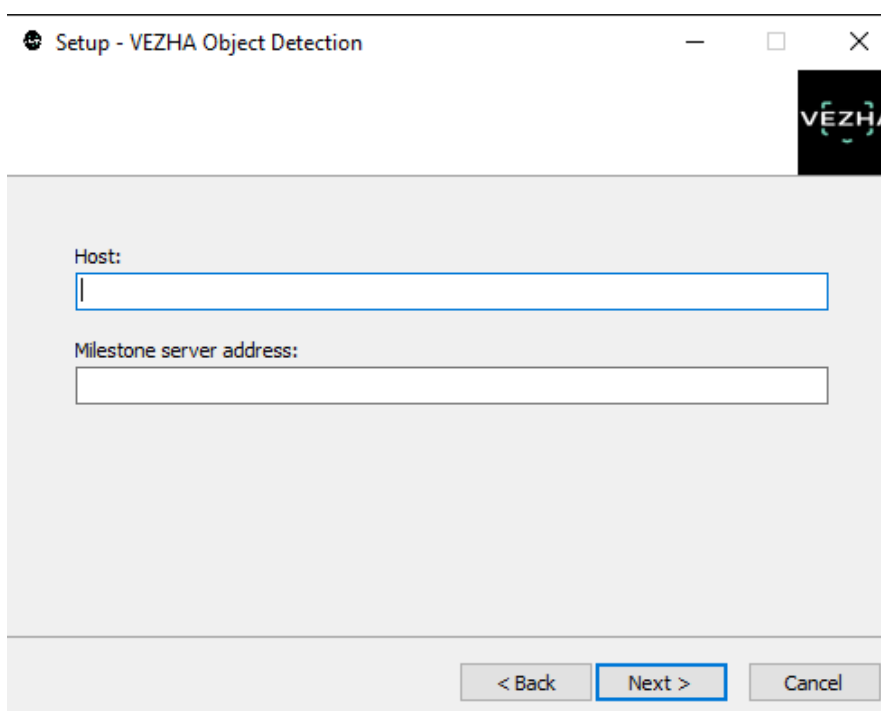 Setup - VEZHA Object Detection
VEZHA
Host:
Milestone server address:
< Back
Next >
Cancel